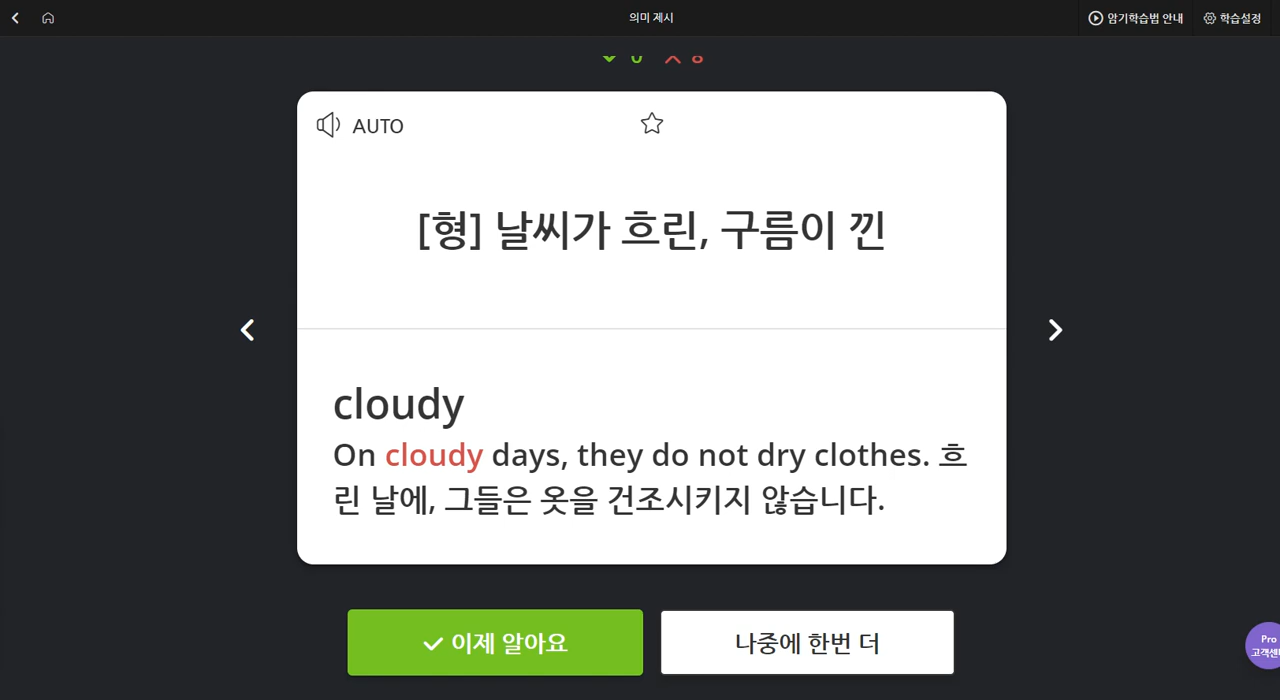 의미 제시
암기학습법 안내
학습설정
AUTO
[형] 날씨가 흐린, 구름이 낀
cloudy
On cloudy days, they do not dry clothes. 흐
린 날에, 그들은 옷을 건조시키지 않습니다.
이제 알아요
나중에 한번 더
Pro